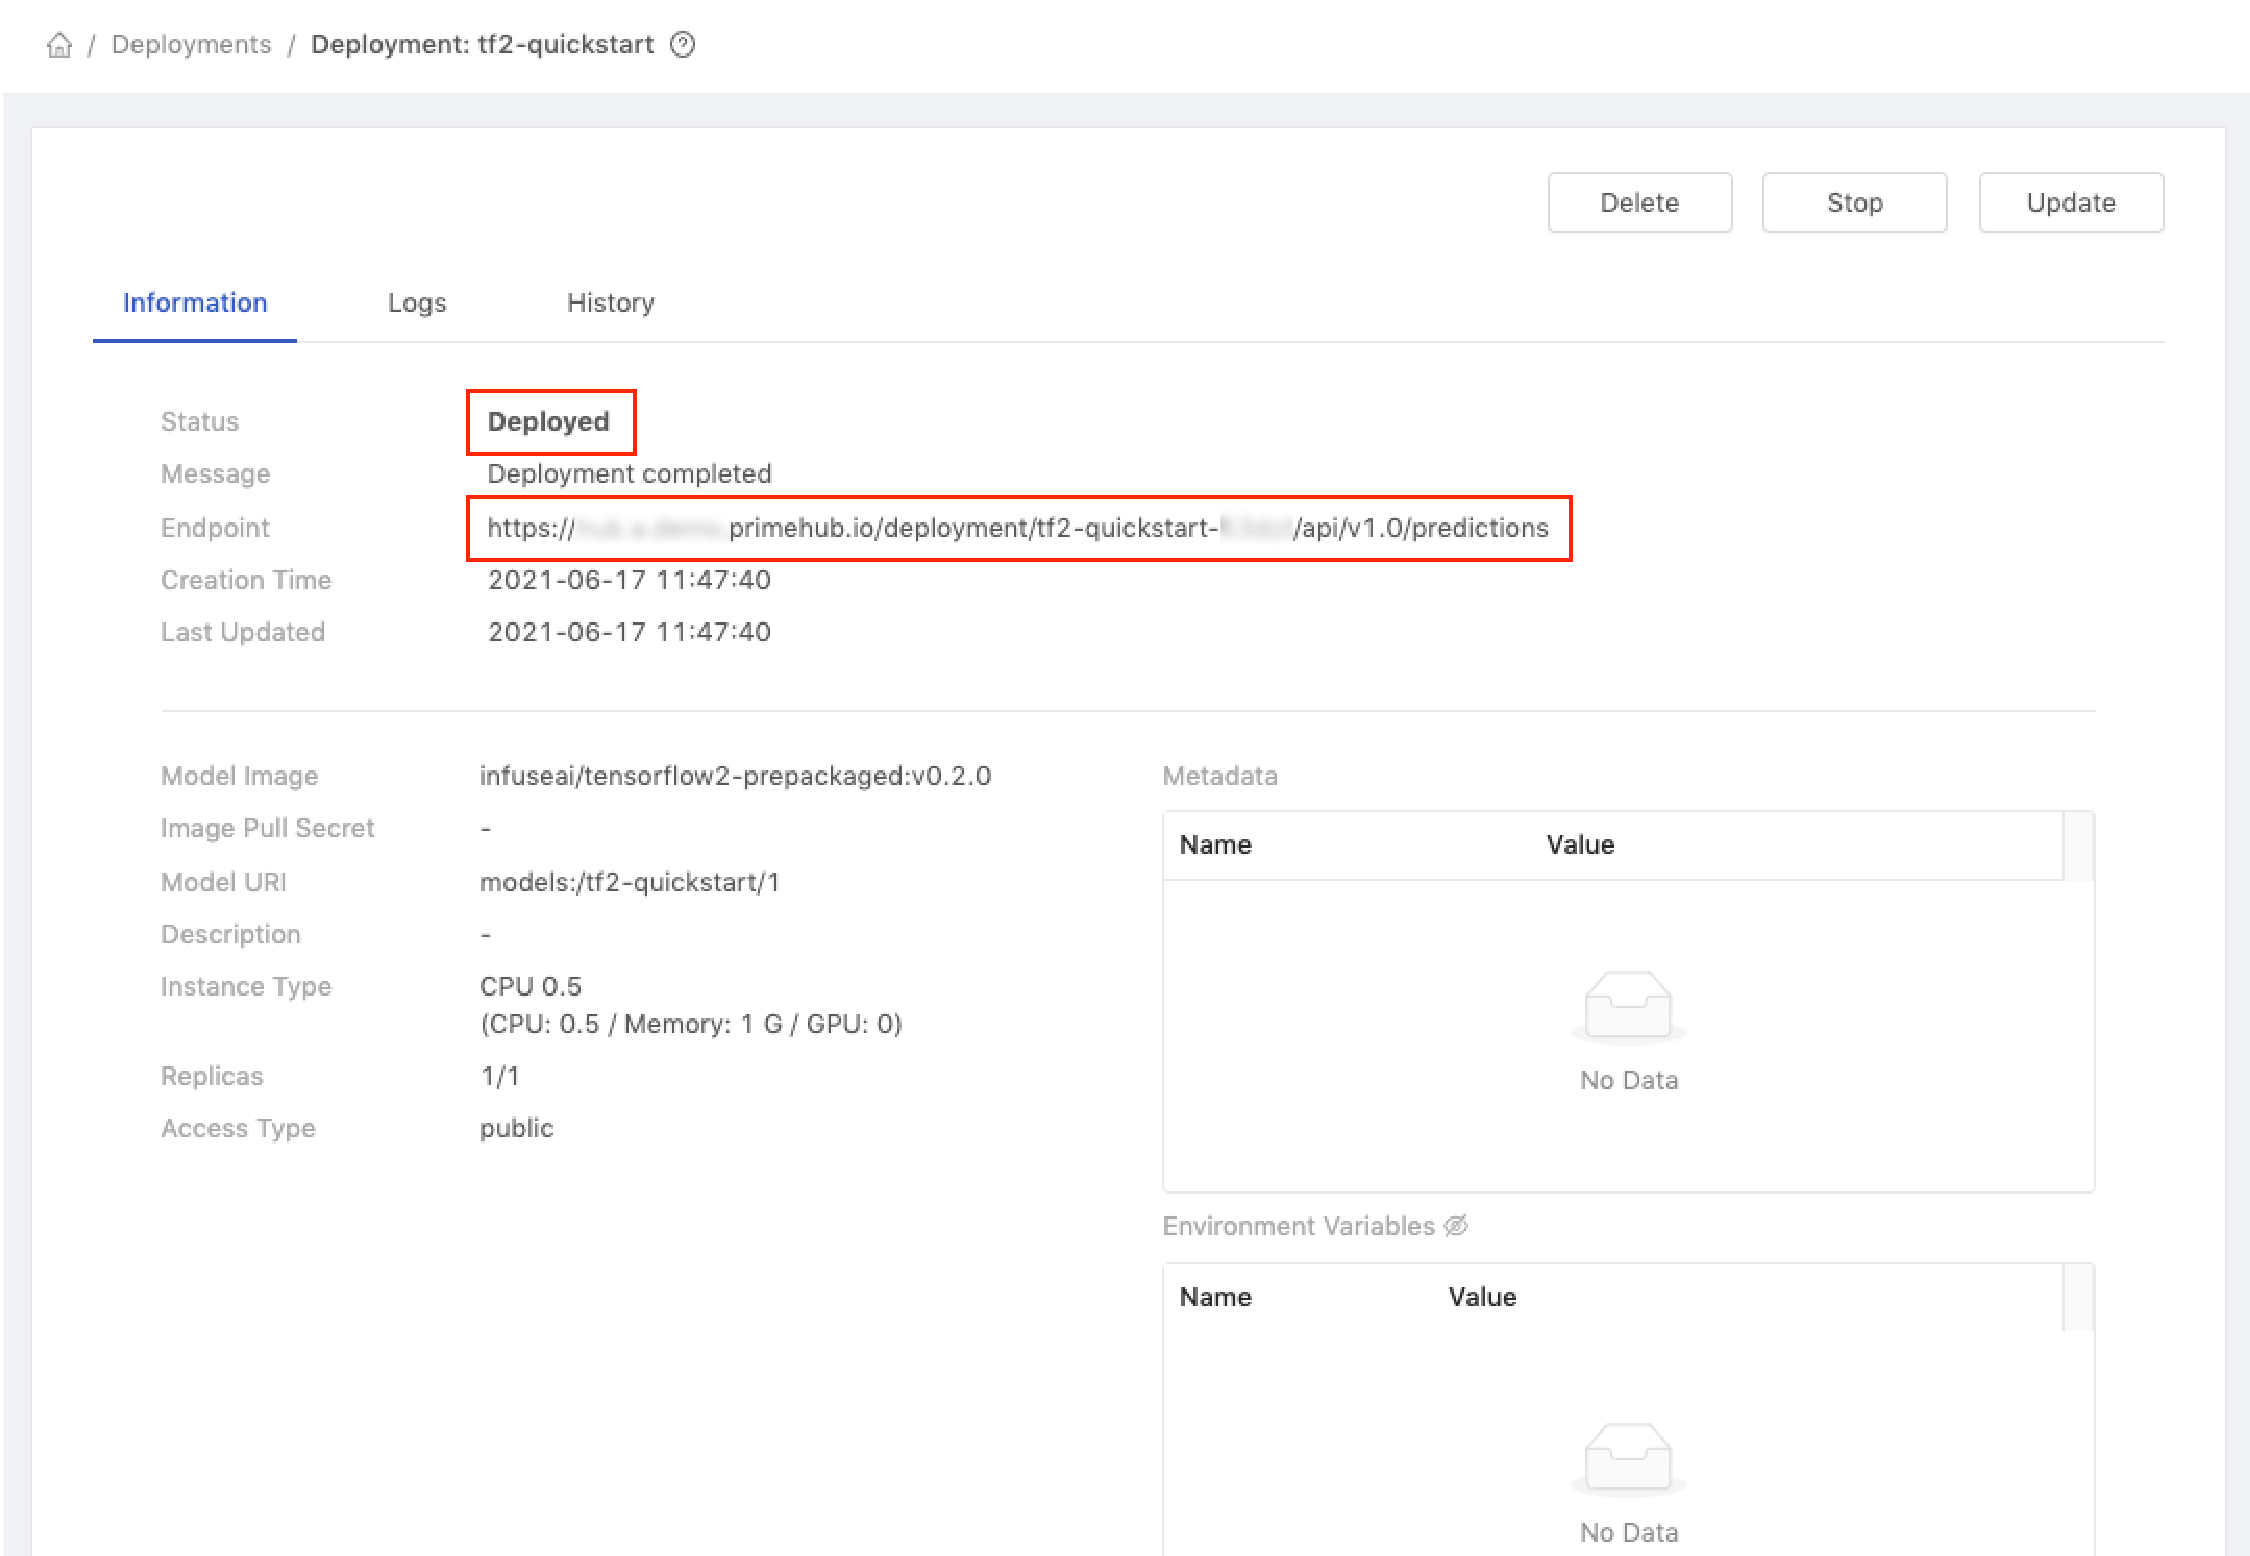 / Deployments / Deployment: tf2-quickstart
Delete Stop Update
Information Logs History
Status Deployed
Message Deployment completed
Endpoint https:// primehub.io/deployment/tf2-quickstart- /api/v1.0/predictions
Creation Time 2021-06-17 11:47:40
Last Updated 2021-06-17 11:47:40
Model Image infuseai/tensorflow2-prepackaged:v0.2.0
Image Pull Secret -
Model URI models:/tf2-quickstart/1
Description -
Instance Type CPU 0.5
(CPU: 0.5 / Memory: 1 G / GPU: 0)
Replicas 1/1
Access Type public
Metadata
Name Value
No Data
Environment Variables
Name Value
No Data